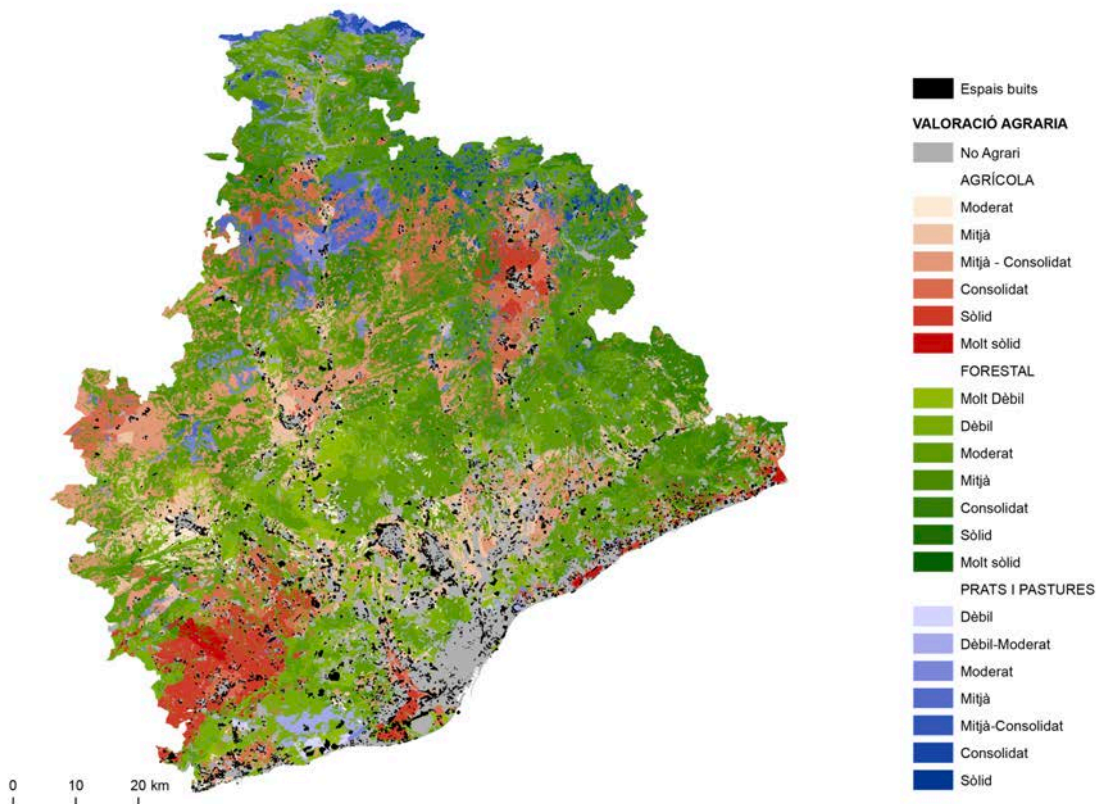 Espais buits
VALORACIÓ AGRARIA
No Agrari
AGRÍCOLA
Moderat
Mitjà
Mitjà - Consolidat
Consolidat
Sòlid
Molt sòlid
FORESTAL
Molt Dèbil
Dèbil
Moderat
Mitjà
Consolidat
Sòlid
Molt sòlid
PRATS I PASTURES
Dèbil
Dèbil-Moderat
Moderat
Mitjà
Mitjà-Consolidat
Consolidat
Sòlid
0 10 20 km